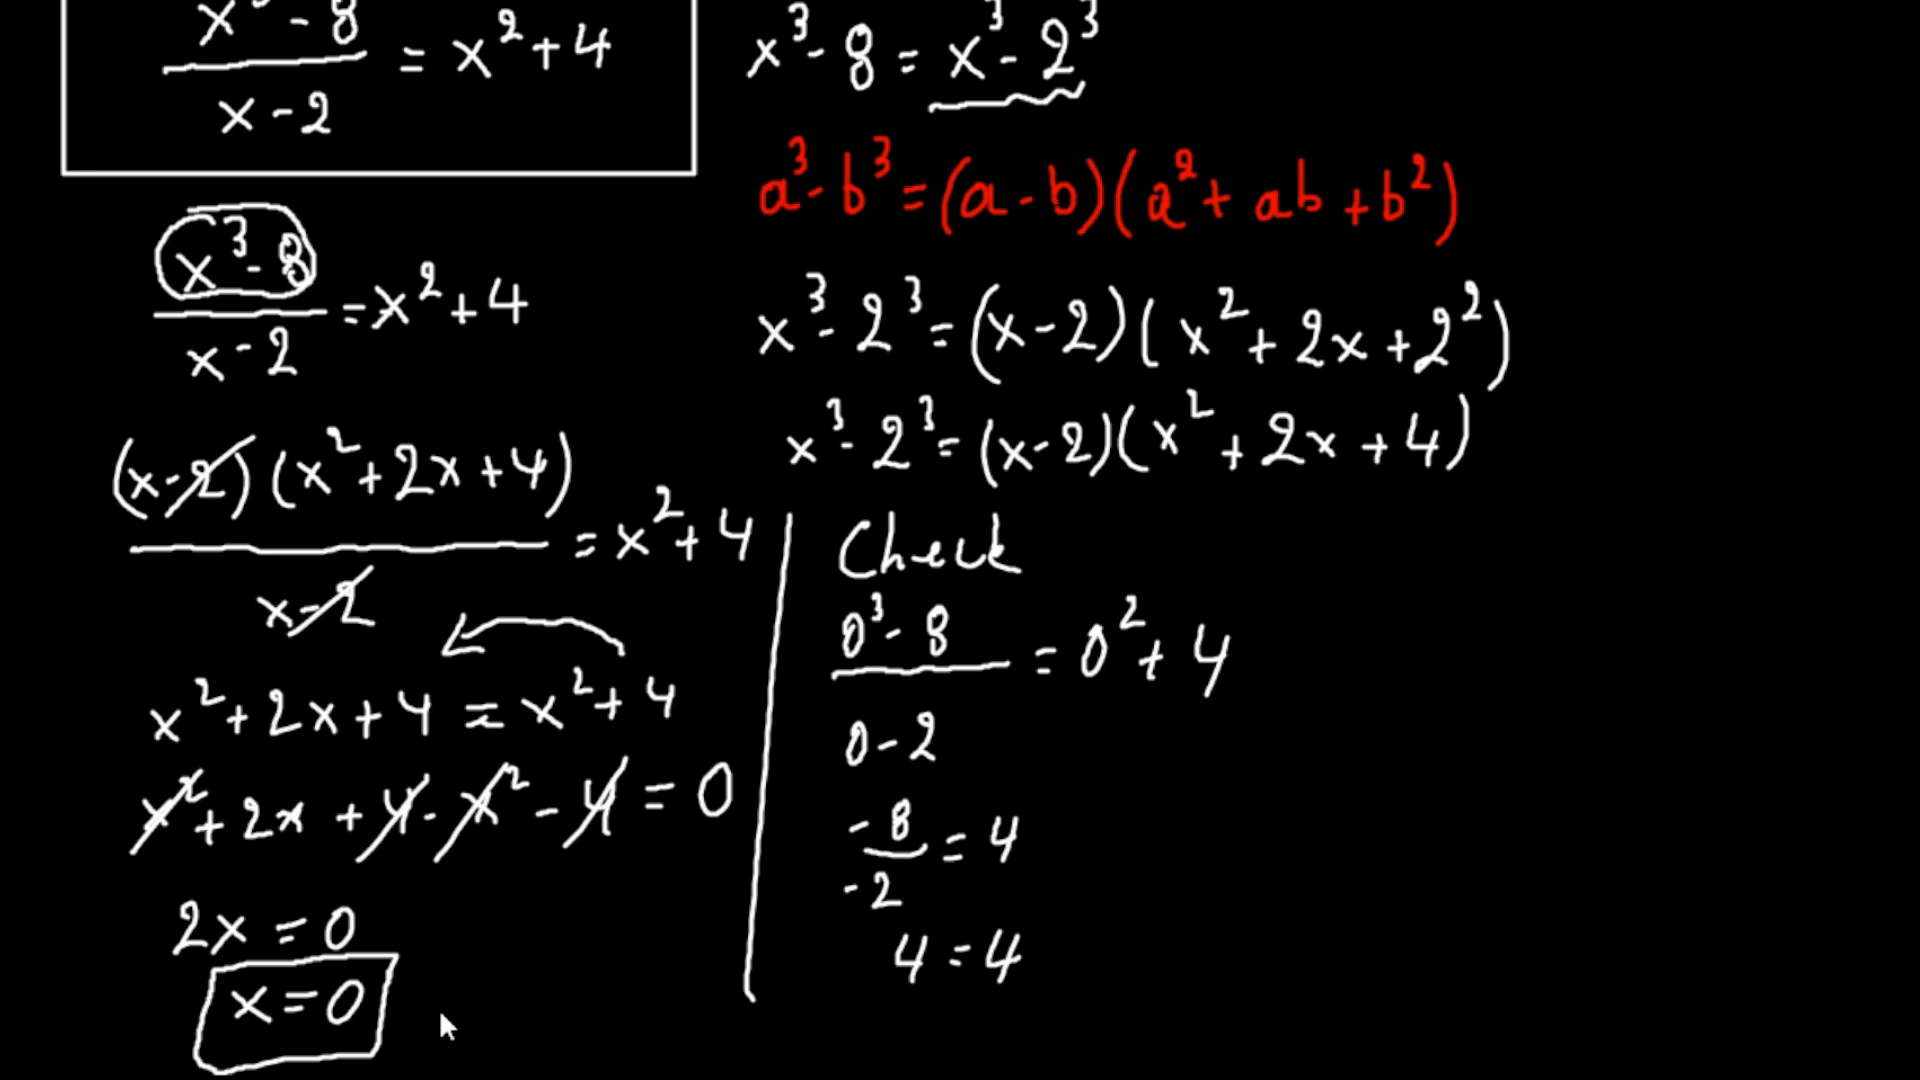 x³ - 8
———— = x² + 4
x - 2
x³ - 8
———— = x² + 4
x - 2
(x - 2)(x² + 2x + 4)
———————————— = x² + 4
x - 2
x² + 2x + 4 = x² + 4
x² + 2x + 4 - x² - 4 = 0
2x = 0
x = 0
x³ - 8 = x³ - 2³
a³ - b³ = (a - b)(a² + ab + b²)
x³ - 2³ = (x - 2)(x² + 2x + 2²)
x³ - 2³ = (x - 2)(x² + 2x + 4)
Check
0³ - 8
———— = 0² + 4
0 - 2
- 8
—— = 4
- 2
4 = 4